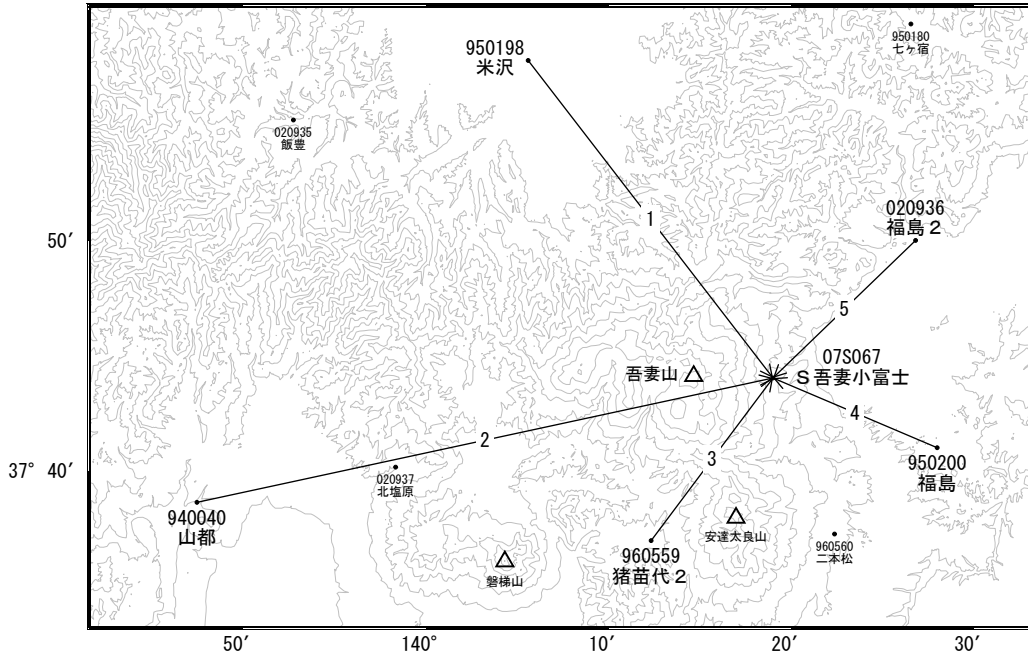 950198
米沢
950180
七ヶ宿
020935
飯豊
020936
福島２
50′
1
5
07S067
Ｓ吾妻小富士
吾妻山
4
2
3
37° 40′
020937
北塩原
950200
福島
940040
山都
安達太良山
960559
猪苗代２
960560
二本松
磐梯山
50′
140°
10′
20′
30′